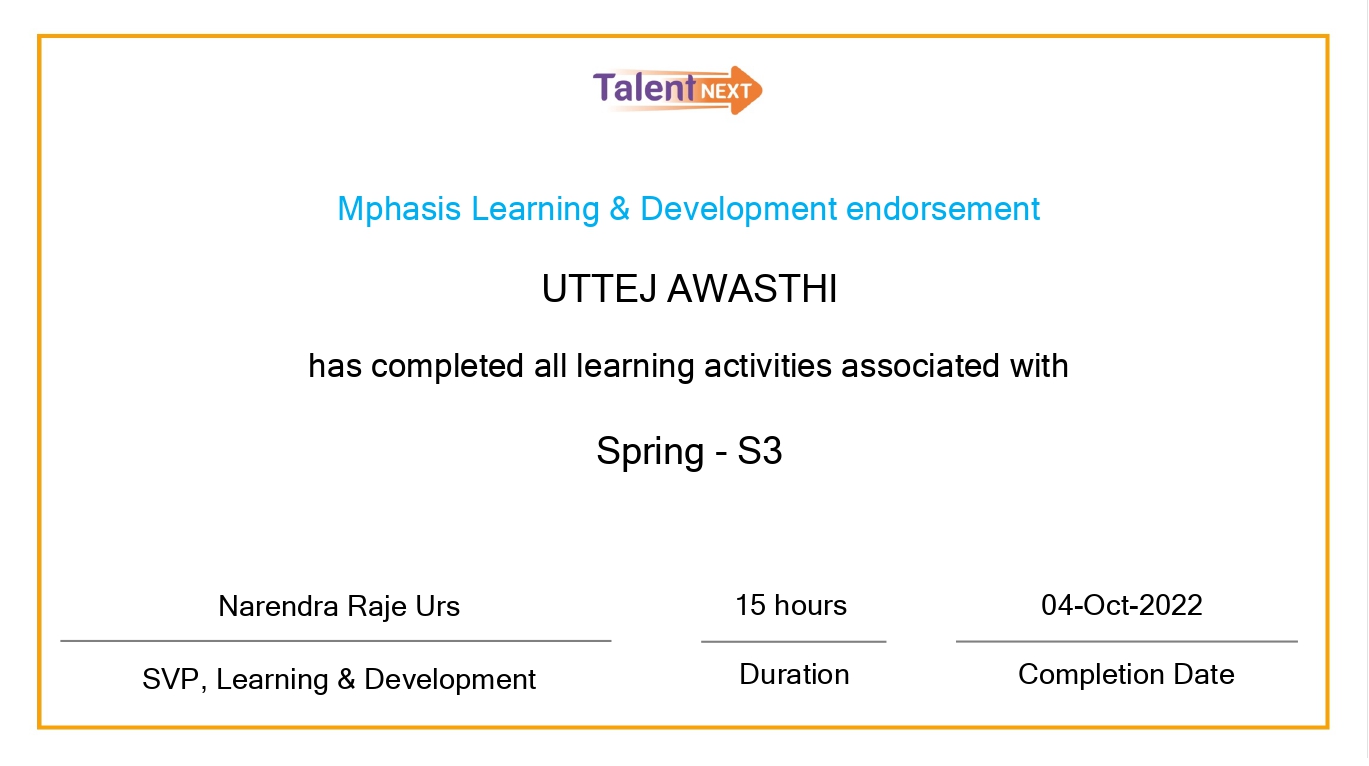 Talent NEXT
Mphasis Learning & Development endorsement
UTTEJ AWASTHI
has completed all learning activities associated with
Spring - S3
Narendra Raje Urs
15 hours
04-Oct-2022
SVP, Learning & Development
Duration
Completion Date